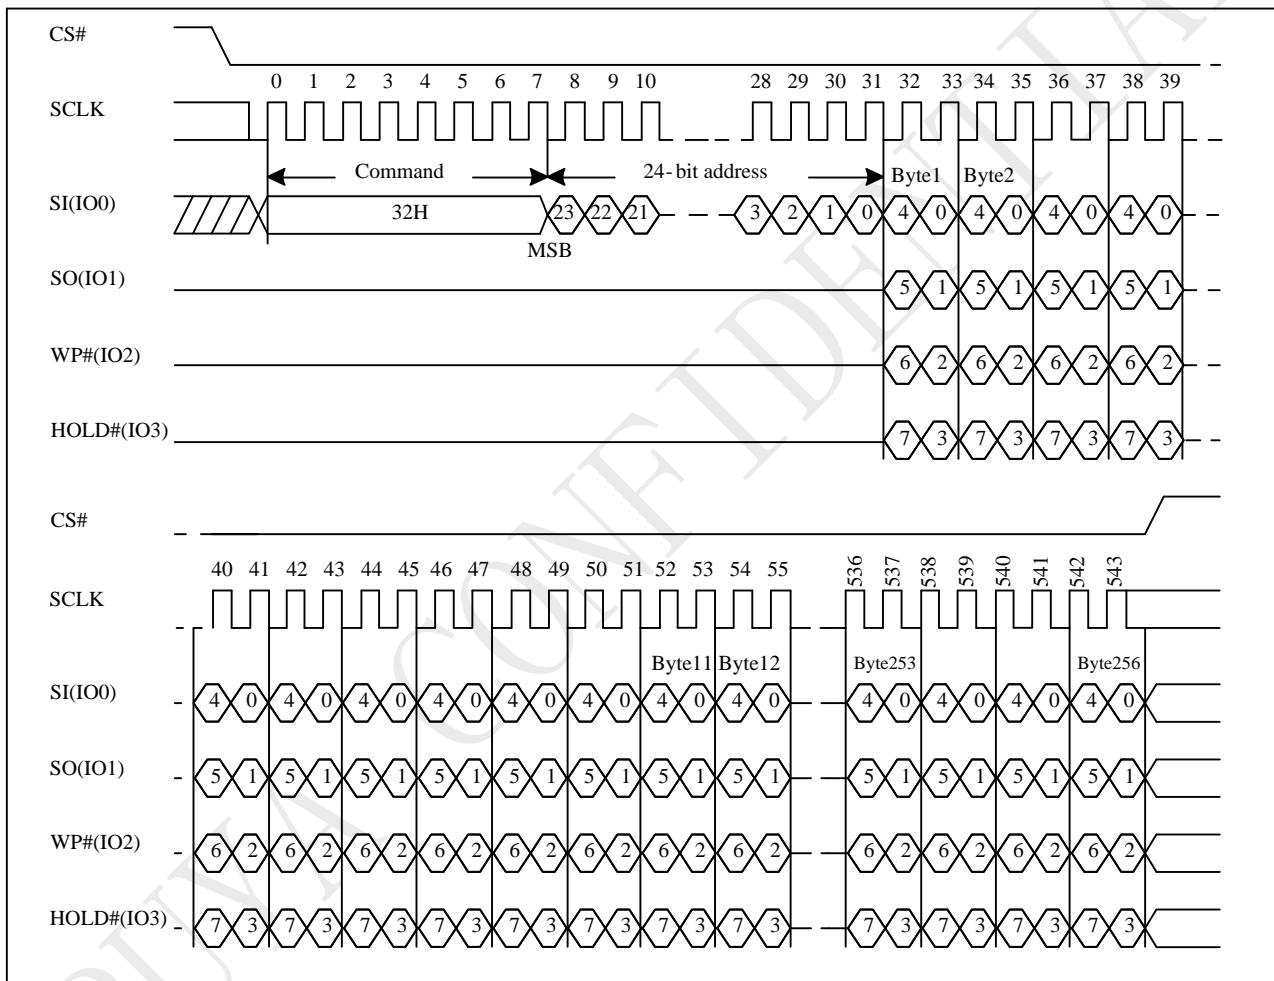 CS#
0 1 2 3 4 5 6 7 8 9 10 28 29 30 31 32 33 34 35 36 37 38 39
SCLK
Command 24-bit address Byte1 Byte2
SI(IO0) 32H 23 22 21 3 2 1 0 4 0 4 0 4 0 4 0
MSB
SO(IO1) 5 1 5 1 5 1 5 1
WP#(IO2) 6 2 6 2 6 2 6 2
HOLD#(IO3) 7 3 7 3 7 3 7 3
CS#
40 41 42 43 44 45 46 47 48 49 50 51 52 53 54 55 536 537 538 539 540 541 542 543
SCLK
Byte11 Byte12 Byte253 Byte256
SI(IO0) 4 0 4 0 4 0 4 0 4 0 4 0 4 0 4 0 4 0 4 0 4 0 4 0
SO(IO1) 5 1 5 1 5 1 5 1 5 1 5 1 5 1 5 1 5 1 5 1 5 1 5 1
WP#(IO2) 6 2 6 2 6 2 6 2 6 2 6 2 6 2 6 2 6 2 6 2 6 2 6 2
HOLD#(IO3) 7 3 7 3 7 3 7 3 7 3 7 3 7 3 7 3 7 3 7 3 7 3 7 3
PUYA CONFIDENTIAL